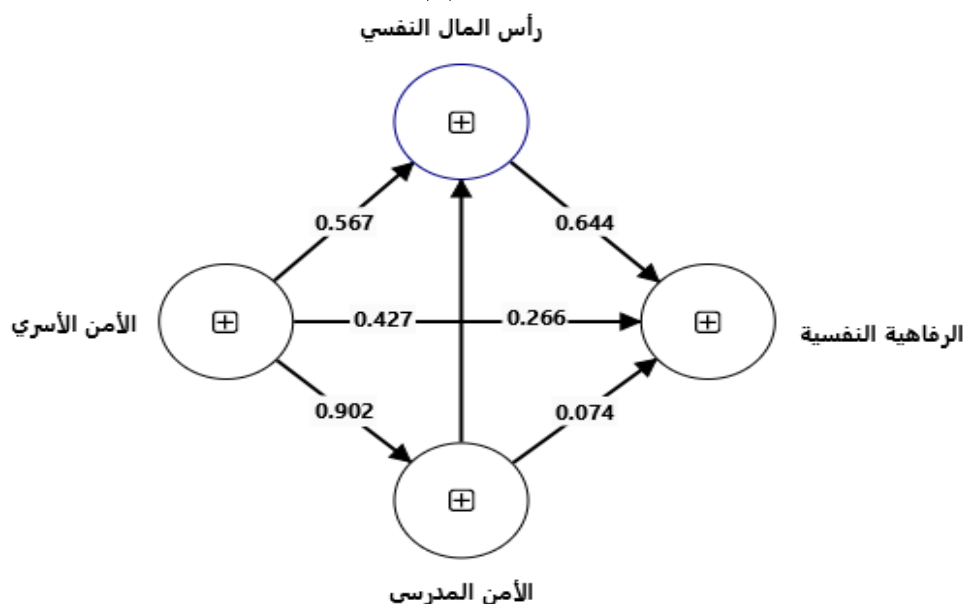 رأس المال النفسي
0.567
0.644
الأمن الأسري
0.427
0.266
الرفاهية النفسية
0.902
0.074
الأمن المدرسي